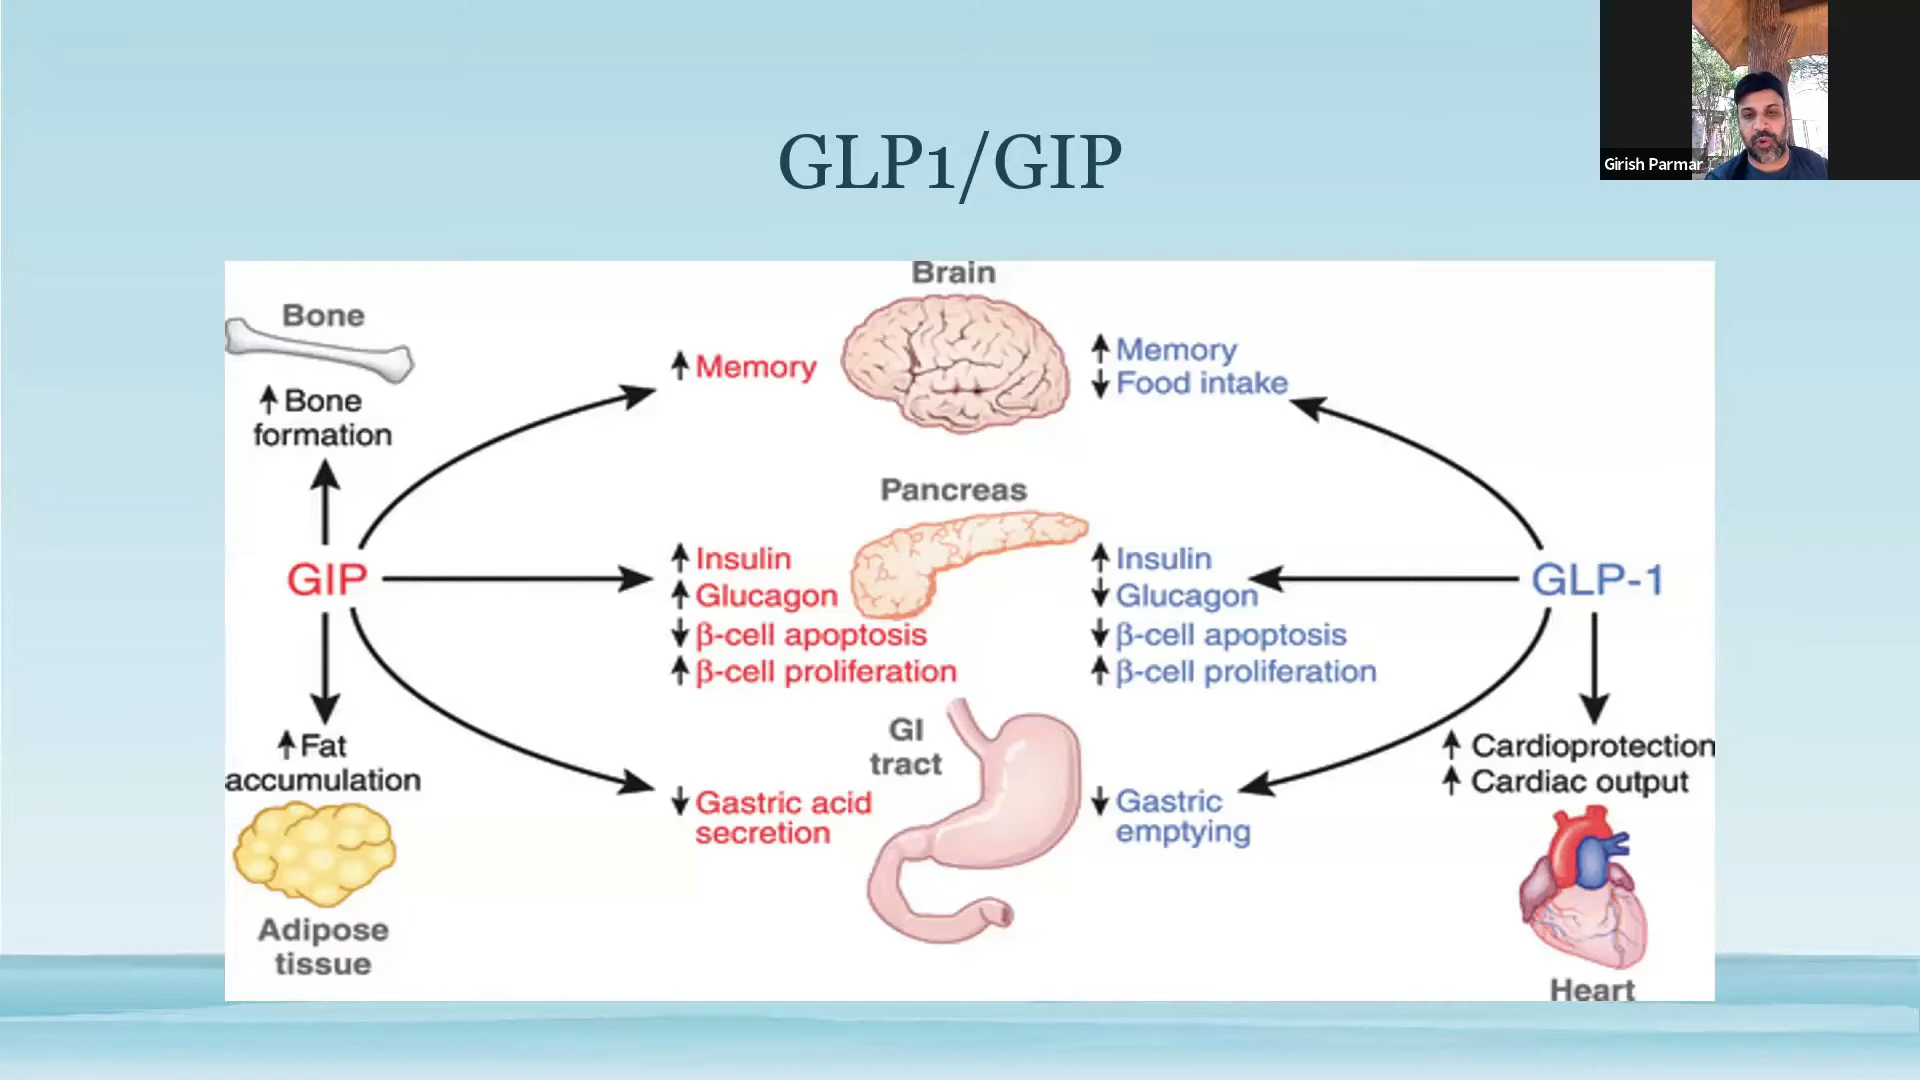 GLP1/GIP
Girish Parmar
Brain
Bone
↑ Bone
formation
↑ Memory
↑ Memory
↓ Food intake
Pancreas
GIP
↑ Insulin
↑ Glucagon
↓ β-cell apoptosis
↑ β-cell proliferation
↑ Insulin
↓ Glucagon
↓ β-cell apoptosis
↑ β-cell proliferation
GLP-1
↑ Fat
accumulation
Adipose
tissue
GI
tract
↓ Gastric acid
secretion
↓ Gastric
emptying
↑ Cardioprotection
↑ Cardiac output
Heart